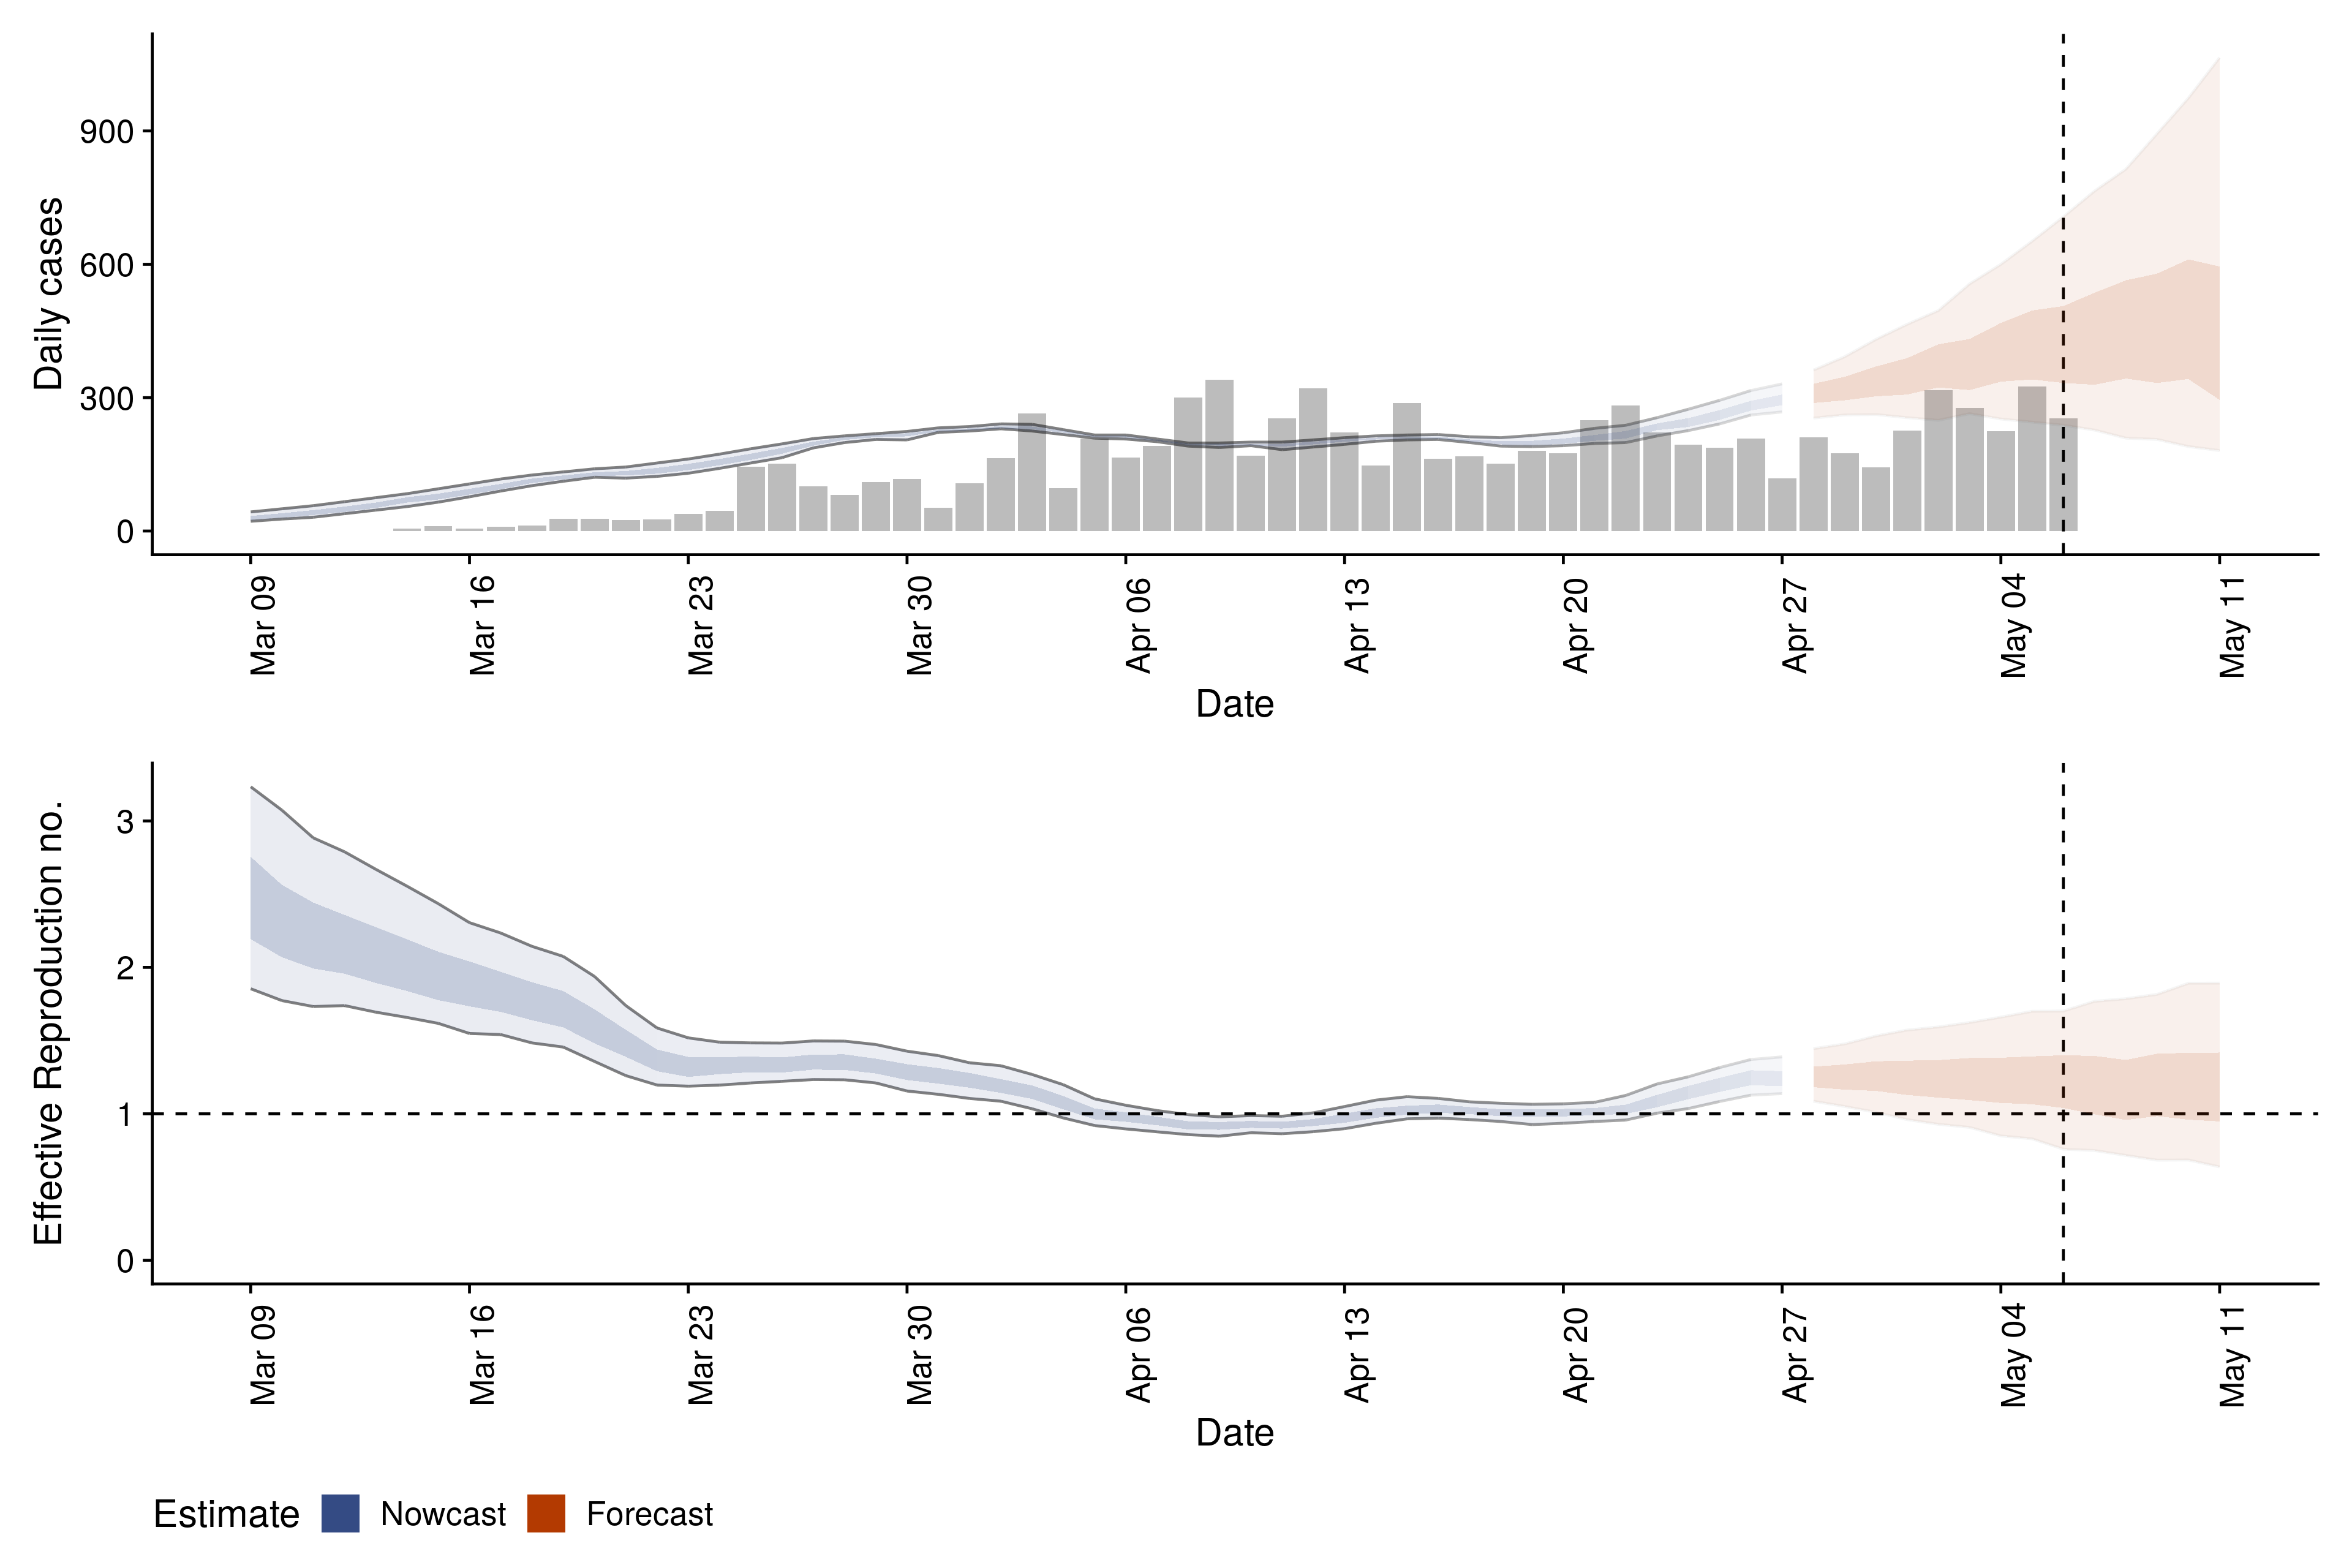 Daily cases
900
600
300
0
Mar 09
Mar 16
Mar 23
Mar 30
Apr 06
Apr 13
Apr 20
Apr 27
May 04
May 11
Date
Effective Reproduction no.
3
2
1
0
Mar 09
Mar 16
Mar 23
Mar 30
Apr 06
Apr 13
Apr 20
Apr 27
May 04
May 11
Date
Estimate Nowcast Forecast